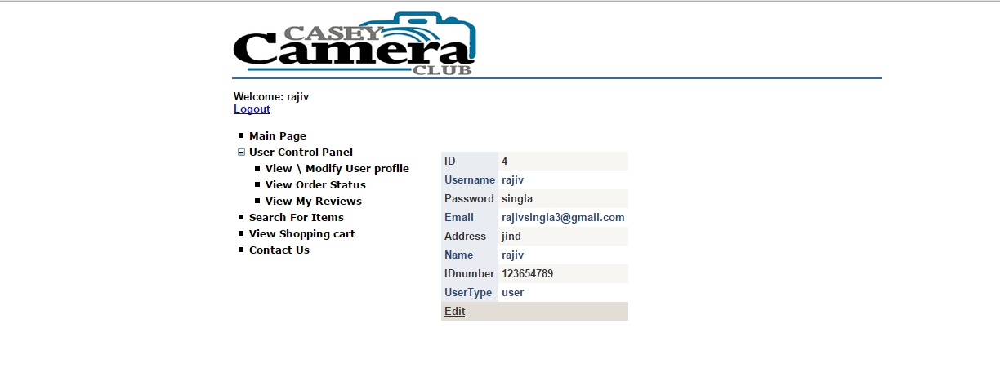 CASEY
Camera
CLUB
Welcome: rajiv
Logout
Main Page
User Control Panel
View \ Modify User profile
View Order Status
View My Reviews
Search For Items
View Shopping cart
Contact Us
ID 4
Username rajiv
Password singla
Email rajivsingla3@gmail.com
Address jind
Name rajiv
IDnumber 123654789
UserType user
Edit